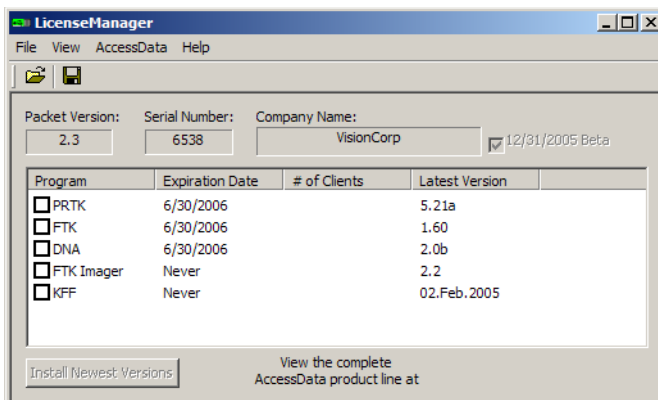 LicenseManager
File View AccessData Help
Packet Version: Serial Number: Company Name:
2.3 6538 VisionCorp 12/31/2005 Beta
Program Expiration Date # of Clients Latest Version
PRTK 6/30/2006 5.21a
FTK 6/30/2006 1.60
DNA 6/30/2006 2.0b
FTK Imager Never 2.2
KFF Never 02.Feb.2005
Install Newest Versions
View the complete
AccessData product line at